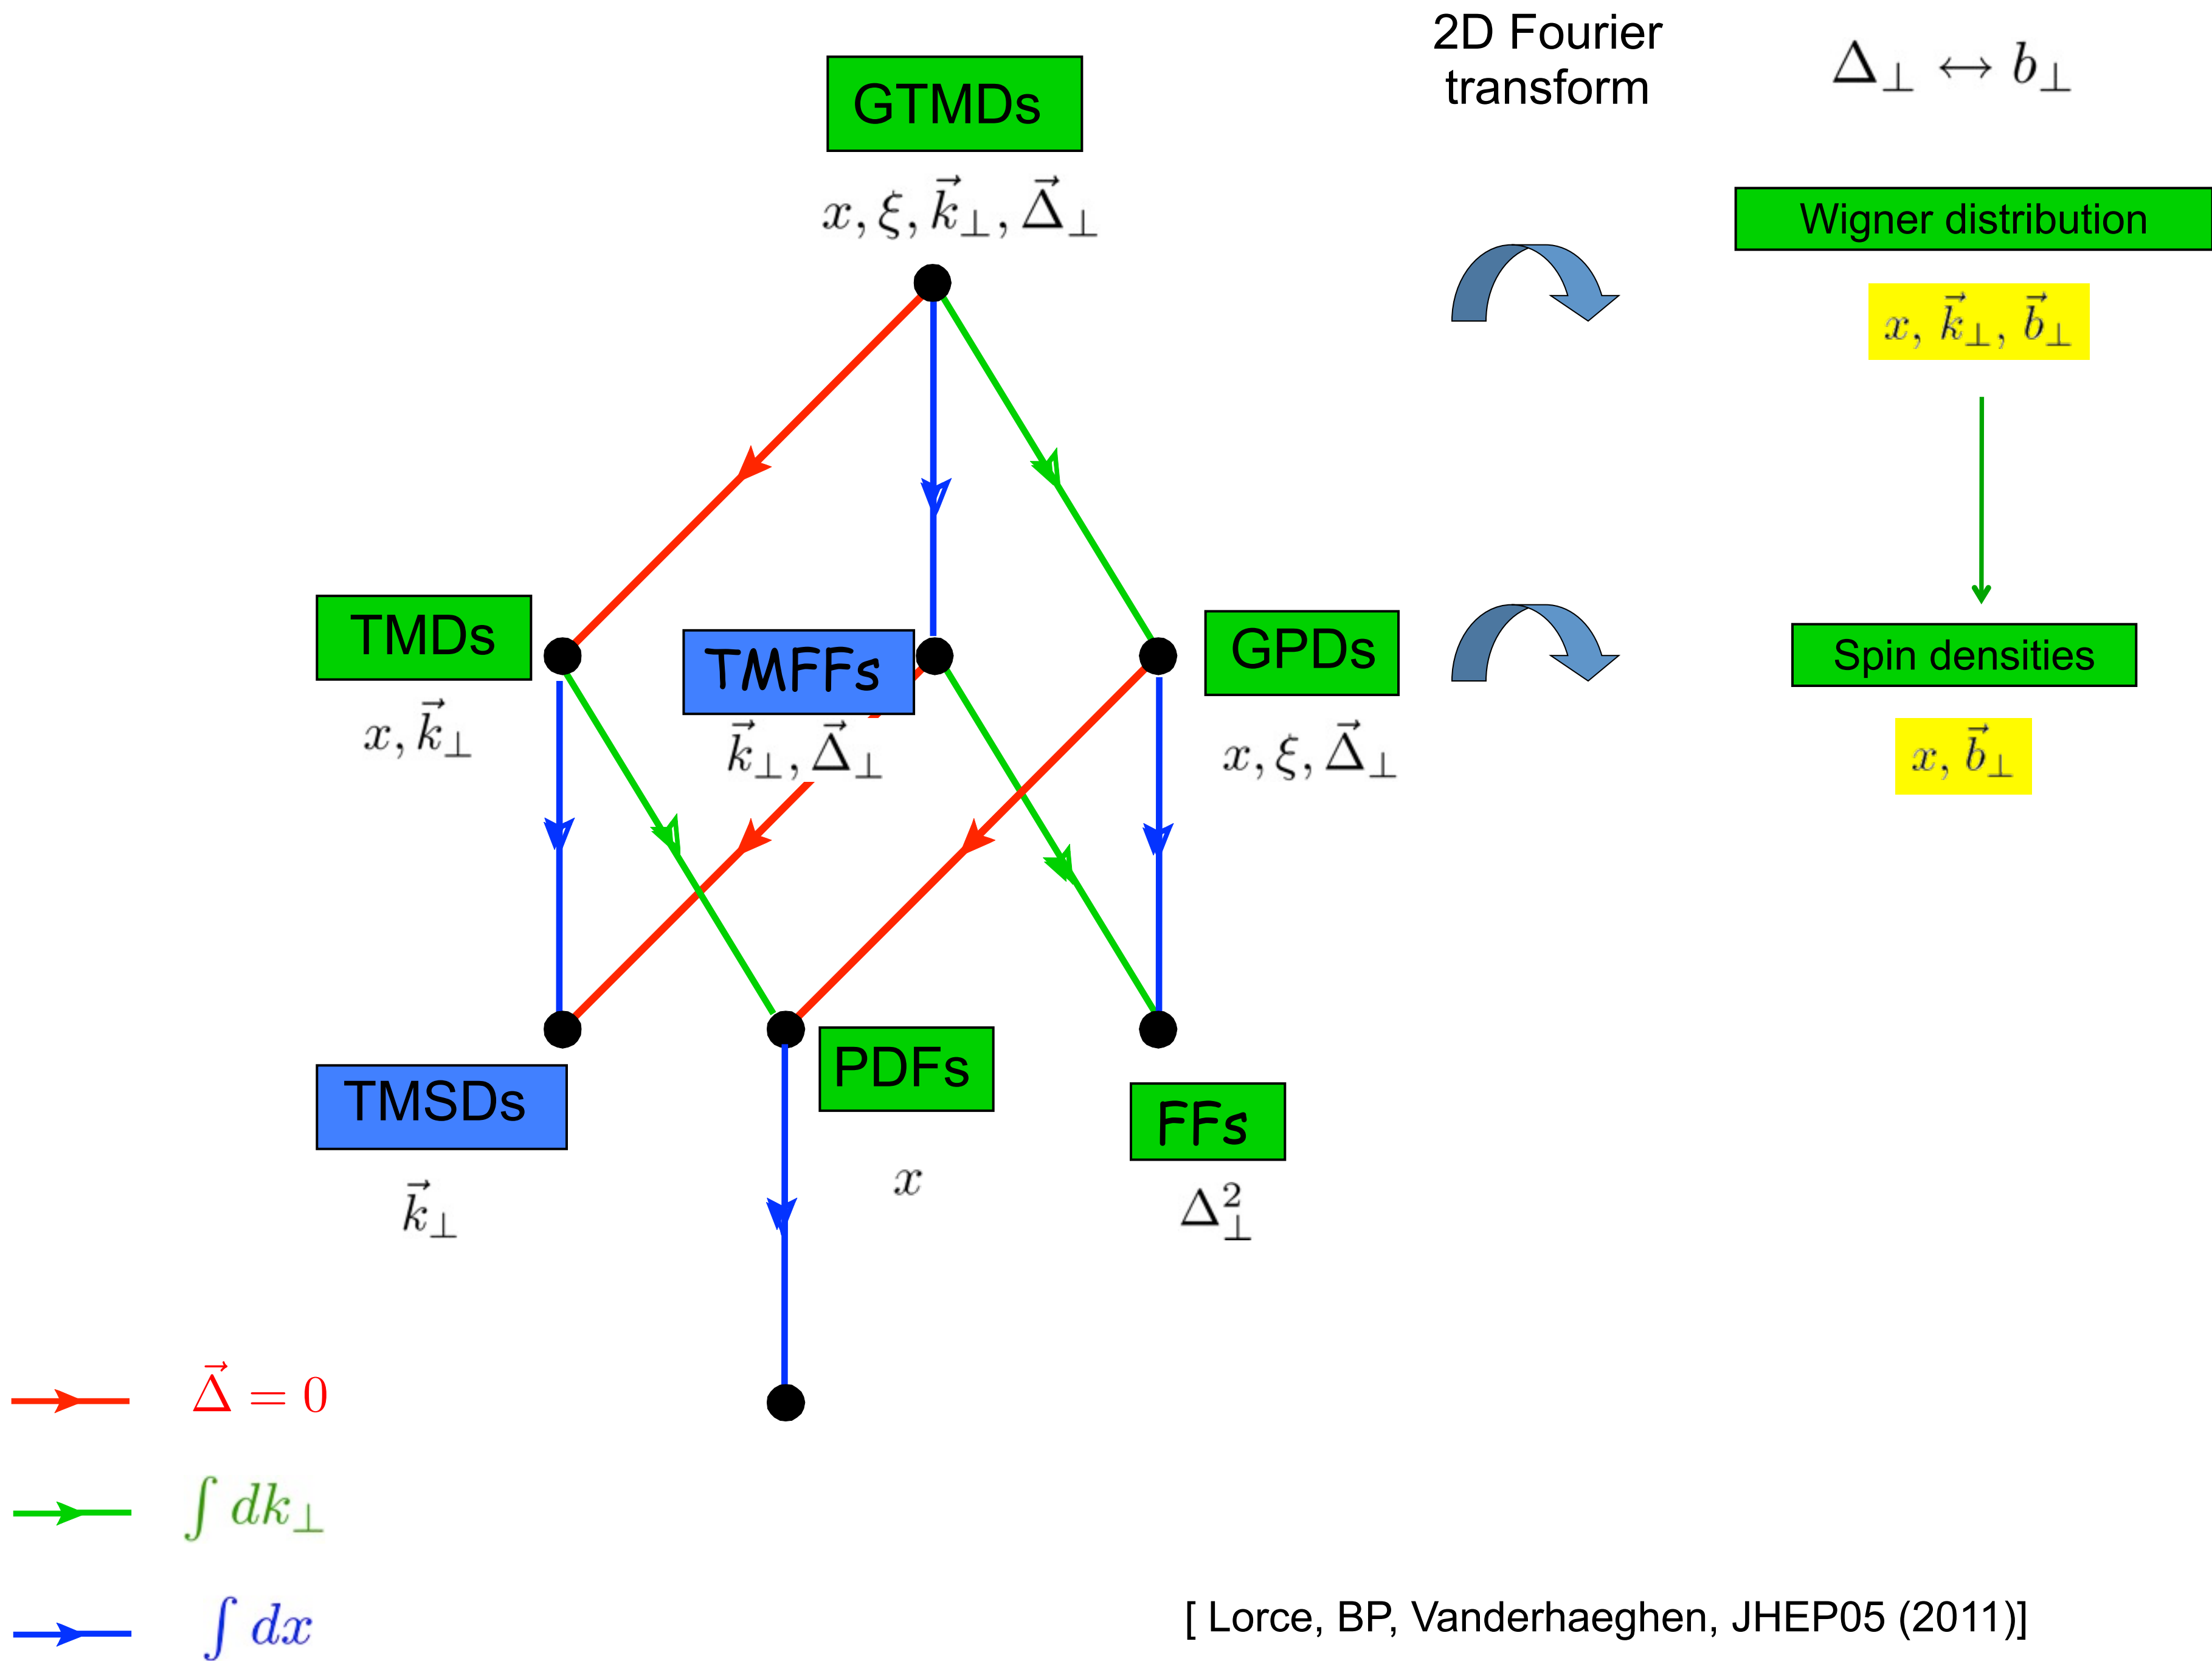 2D Fourier
transform
Δ⊥ ↔ b⊥
GTMDs
x, ξ, k⃗⊥, Δ⃗⊥
Wigner distribution
x, k⃗⊥, b⃗⊥
TMDs
x, k⃗⊥
TMFFs
k⃗⊥, Δ⃗⊥
GPDs
x, ξ, Δ⃗⊥
Spin densities
x, b⃗⊥
TMSDs
k⃗⊥
PDFs
x
FFs
Δ²⊥
Δ⃗ = 0
∫ dk⊥
∫ dx
[ Lorce, BP, Vanderhaeghen, JHEP05 (2011)]